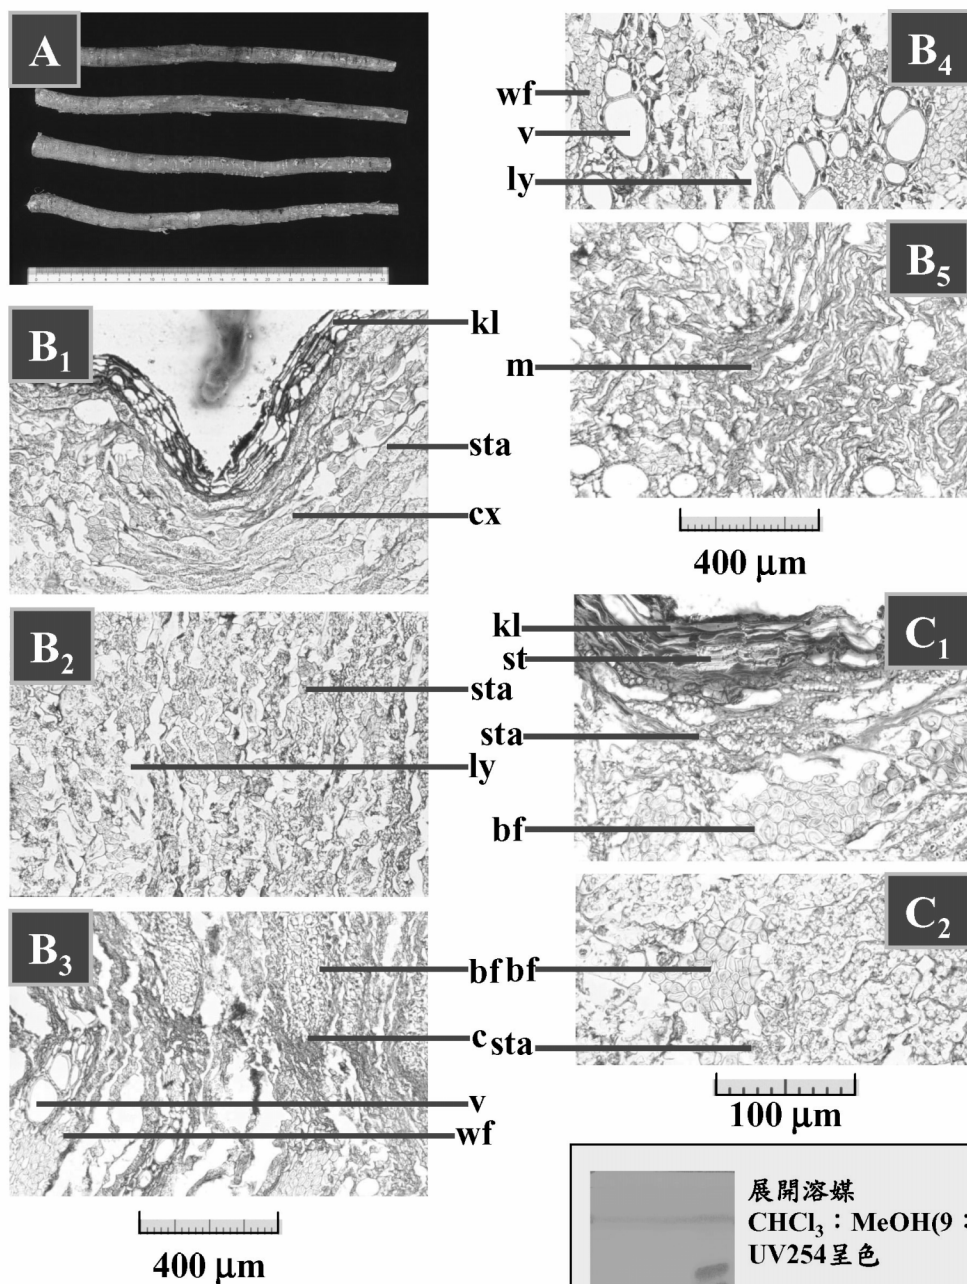 A
B₁
kl
sta
cx
B₂
sta
ly
B₃
bf
c
v
wf
400 μm
B₄
wf
v
ly
B₅
m
400 μm
C₁
kl
st
sta
bf
C₂
bf
sta
100 μm
展開溶媒
CHCl₃：MeOH(9：
UV254呈色